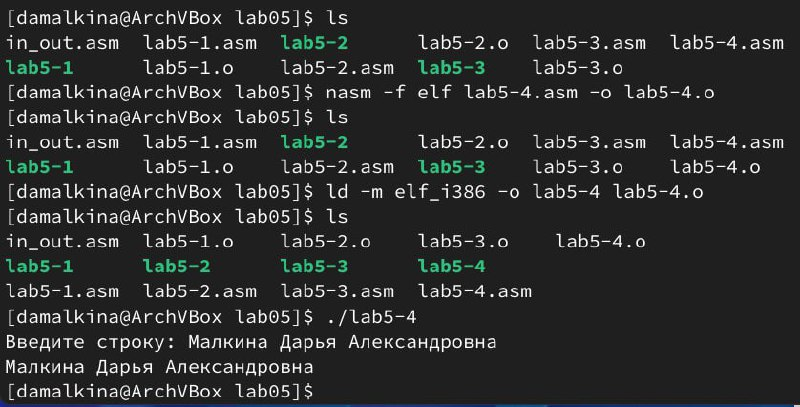 [damalkina@ArchVBox lab05]$ ls
in_out.asm lab5-1.asm lab5-2 lab5-2.o lab5-3.asm lab5-4.asm
lab5-1 lab5-1.o lab5-2.asm lab5-3 lab5-3.o
[damalkina@ArchVBox lab05]$ nasm -f elf lab5-4.asm -o lab5-4.o
[damalkina@ArchVBox lab05]$ ls
in_out.asm lab5-1.asm lab5-2 lab5-2.o lab5-3.asm lab5-4.asm
lab5-1 lab5-1.o lab5-2.asm lab5-3 lab5-3.o lab5-4.o
[damalkina@ArchVBox lab05]$ ld -m elf_i386 -o lab5-4 lab5-4.o
[damalkina@ArchVBox lab05]$ ls
in_out.asm lab5-1.o lab5-2.o lab5-3.o lab5-4.o
lab5-1 lab5-2 lab5-3 lab5-4
lab5-1.asm lab5-2.asm lab5-3.asm lab5-4.asm
[damalkina@ArchVBox lab05]$ ./lab5-4
Введите строку: Малкина Дарья Александровна
Малкина Дарья Александровна
[damalkina@ArchVBox lab05]$